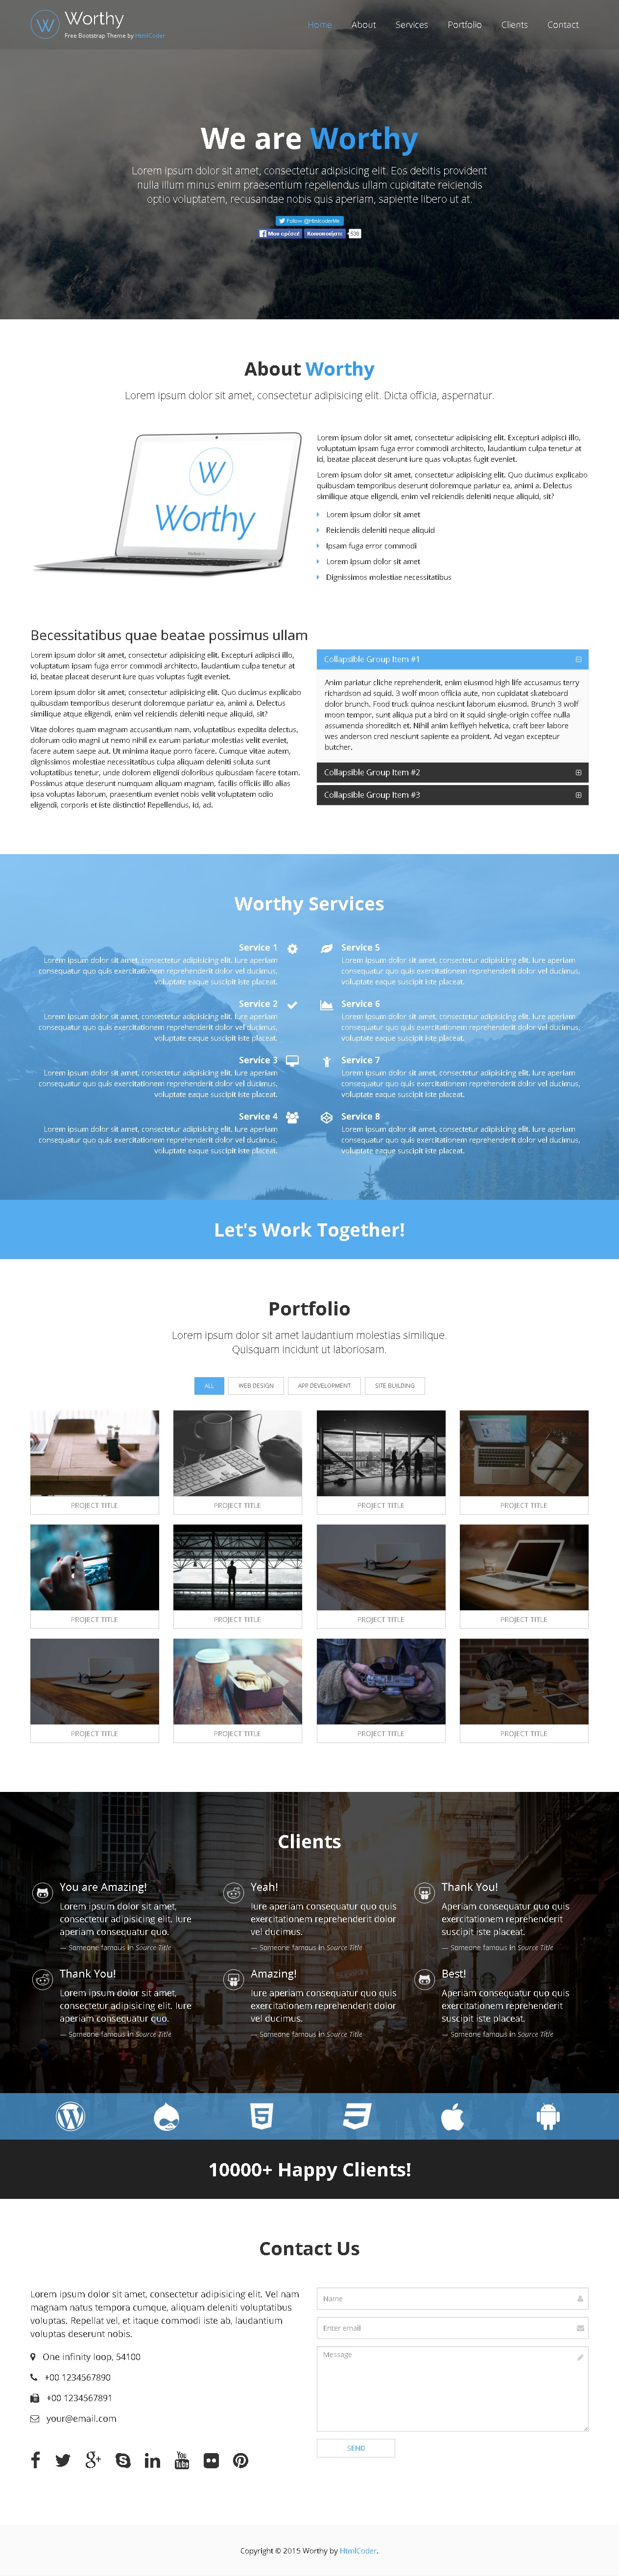 Worthy
Free Bootstrap Theme by HtmlCoder
Home About Services Portfolio Clients Contact
We are Worthy
Lorem ipsum dolor sit amet, consectetur adipisicing elit. Eos debitis provident
nulla illum minus enim praesentium repellendus ullam cupiditate reiciendis
optio voluptatem, recusandae nobis quis aperiam, sapiente libero ut at.
Follow @HtmlcoderMe
Μου αρέσει! Κοινοποιήστε 538
About Worthy
Lorem ipsum dolor sit amet, consectetur adipisicing elit. Dicta officia, aspernatur.
W
Worthy
MacBook Air
Lorem ipsum dolor sit amet, consectetur adipisicing elit. Excepturi adipisci illo,
voluptatum ipsam fuga error commodi architecto, laudantium culpa tenetur at
id, beatae placeat deserunt iure quas voluptas fugit eveniet.
Lorem ipsum dolor sit amet, consectetur adipisicing elit. Quo ducimus explicabo
quibusdam temporibus deserunt doloremque pariatur ea, animi a. Delectus
similique atque eligendi, enim vel reiciendis deleniti neque aliquid, sit?
Lorem ipsum dolor sit amet
Reiciendis deleniti neque aliquid
Ipsam fuga error commodi
Lorem ipsum dolor sit amet
Dignissimos molestiae necessitatibus
Becessitatibus quae beatae possimus ullam
Lorem ipsum dolor sit amet, consectetur adipisicing elit. Excepturi adipisci illo,
voluptatum ipsam fuga error commodi architecto, laudantium culpa tenetur at
id, beatae placeat deserunt iure quas voluptas fugit eveniet.
Lorem ipsum dolor sit amet, consectetur adipisicing elit. Quo ducimus explicabo
quibusdam temporibus deserunt doloremque pariatur ea, animi a. Delectus
similique atque eligendi, enim vel reiciendis deleniti neque aliquid, sit?
Vitae dolores quam magnam accusantium nam, voluptatibus expedita delectus,
dolorum odio magni ut nemo nihil ea earum pariatur molestias velit eveniet,
facere autem saepe aut. Ut minima itaque porro facere. Cumque vitae autem,
dignissimos molestiae necessitatibus culpa aliquam deleniti soluta sunt
voluptatibus tenetur, unde dolorem eligendi doloribus quibusdam facere totam.
Possimus atque deserunt numquam aliquam magnam, facilis officiis illo alias
ipsa voluptas laborum, praesentium eveniet nobis velit voluptatem odio
eligendi, corporis et iste distinctio! Repellendus, id, ad.
Collapsible Group Item #1
Anim pariatur cliche reprehenderit, enim eiusmod high life accusamus terry
richardson ad squid. 3 wolf moon officia aute, non cupidatat skateboard
dolor brunch. Food truck quinoa nesciunt laborum eiusmod. Brunch 3 wolf
moon tempor, sunt aliqua put a bird on it squid single-origin coffee nulla
assumenda shoreditch et. Nihil anim keffiyeh helvetica, craft beer labore
wes anderson cred nesciunt sapiente ea proident. Ad vegan excepteur
butcher.
Collapsible Group Item #2
Collapsible Group Item #3
Worthy Services
Service 1
Lorem ipsum dolor sit amet, consectetur adipisicing elit. Iure aperiam
consequatur quo quis exercitationem reprehenderit dolor vel ducimus,
voluptate eaque suscipit iste placeat.
Service 2
Lorem ipsum dolor sit amet, consectetur adipisicing elit. Iure aperiam
consequatur quo quis exercitationem reprehenderit dolor vel ducimus,
voluptate eaque suscipit iste placeat.
Service 3
Lorem ipsum dolor sit amet, consectetur adipisicing elit. Iure aperiam
consequatur quo quis exercitationem reprehenderit dolor vel ducimus,
voluptate eaque suscipit iste placeat.
Service 4
Lorem ipsum dolor sit amet, consectetur adipisicing elit. Iure aperiam
consequatur quo quis exercitationem reprehenderit dolor vel ducimus,
voluptate eaque suscipit iste placeat.
Service 5
Lorem ipsum dolor sit amet, consectetur adipisicing elit. Iure aperiam
consequatur quo quis exercitationem reprehenderit dolor vel ducimus,
voluptate eaque suscipit iste placeat.
Service 6
Lorem ipsum dolor sit amet, consectetur adipisicing elit. Iure aperiam
consequatur quo quis exercitationem reprehenderit dolor vel ducimus,
voluptate eaque suscipit iste placeat.
Service 7
Lorem ipsum dolor sit amet, consectetur adipisicing elit. Iure aperiam
consequatur quo quis exercitationem reprehenderit dolor vel ducimus,
voluptate eaque suscipit iste placeat.
Service 8
Lorem ipsum dolor sit amet, consectetur adipisicing elit. Iure aperiam
consequatur quo quis exercitationem reprehenderit dolor vel ducimus,
voluptate eaque suscipit iste placeat.
Let's Work Together!
Portfolio
Lorem ipsum dolor sit amet laudantium molestias similique.
Quisquam incidunt ut laboriosam.
ALL WEB DESIGN APP DEVELOPMENT SITE BUILDING
PROJECT TITLE PROJECT TITLE PROJECT TITLE PROJECT TITLE
PROJECT TITLE PROJECT TITLE PROJECT TITLE PROJECT TITLE
PROJECT TITLE PROJECT TITLE PROJECT TITLE PROJECT TITLE
Clients
You are Amazing!
Lorem ipsum dolor sit amet,
consectetur adipisicing elit. Iure
aperiam consequatur quo.
— Someone famous in Source Title
Yeah!
Iure aperiam consequatur quo quis
exercitationem reprehenderit dolor
vel ducimus.
— Someone famous in Source Title
Thank You!
Aperiam consequatur quo quis
exercitationem reprehenderit
suscipit iste placeat.
— Someone famous in Source Title
Thank You!
Lorem ipsum dolor sit amet,
consectetur adipisicing elit. Iure
aperiam consequatur quo.
— Someone famous in Source Title
Amazing!
Iure aperiam consequatur quo quis
exercitationem reprehenderit dolor
vel ducimus.
— Someone famous in Source Title
Best!
Aperiam consequatur quo quis
exercitationem reprehenderit
suscipit iste placeat.
— Someone famous in Source Title
10000+ Happy Clients!
Contact Us
Lorem ipsum dolor sit amet, consectetur adipisicing elit. Vel nam
magnam natus tempora cumque, aliquam deleniti voluptatibus
voluptas. Repellat vel, et itaque commodi iste ab, laudantium
voluptas deserunt nobis.
One infinity loop, 54100
+00 1234567890
+00 1234567891
your@email.com
Name
Enter email
Message
SEND
Copyright © 2015 Worthy by HtmlCoder.